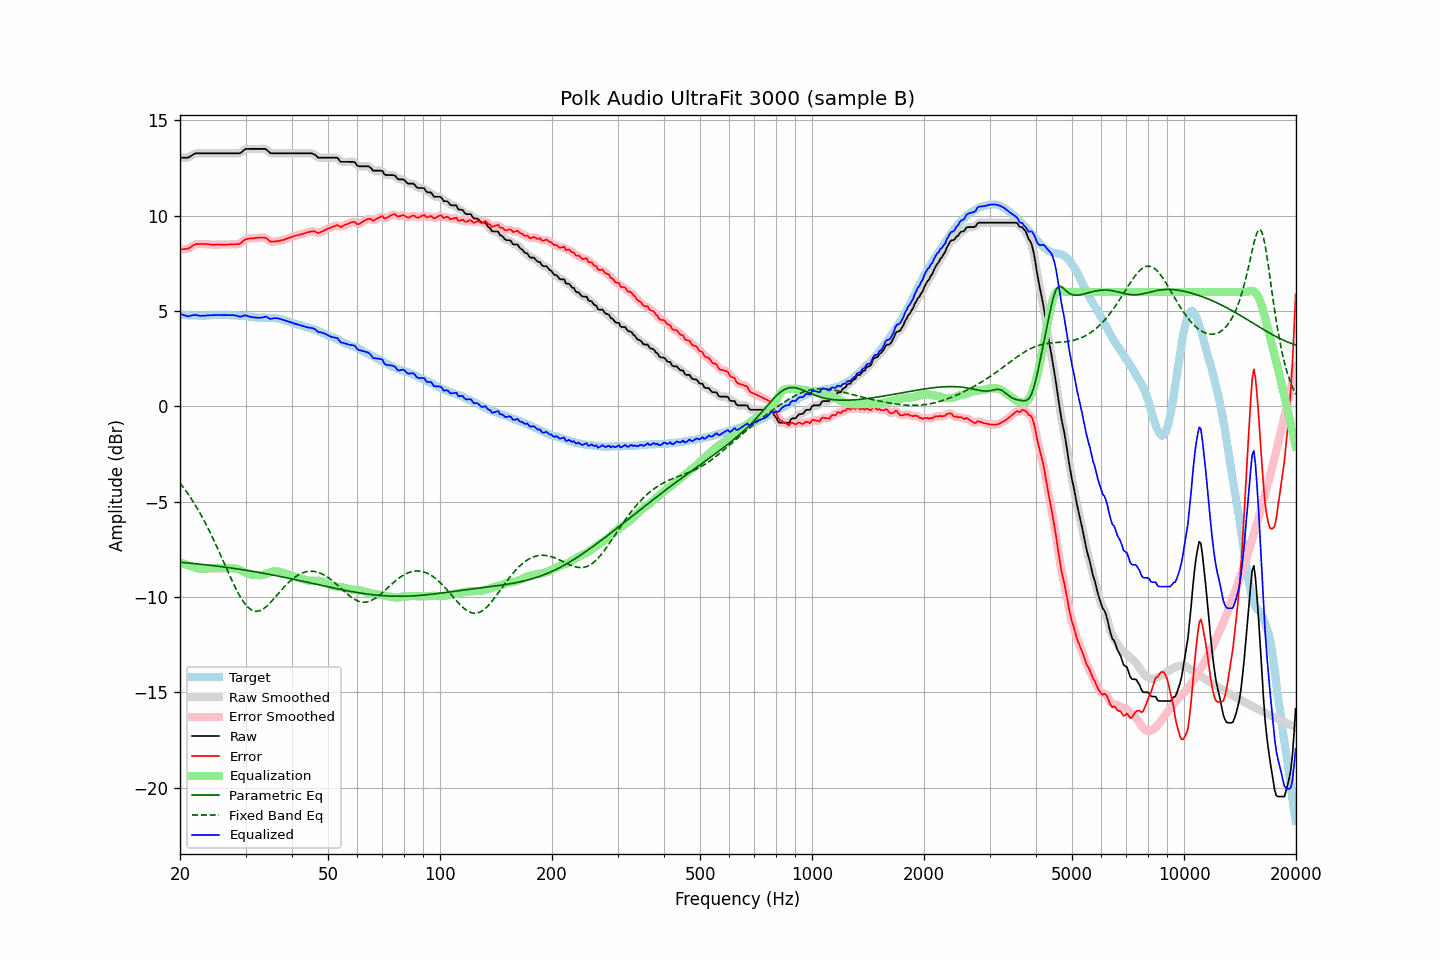 Polk Audio UltraFit 3000 (sample B)
15
10
5
0
−5
−10
−15
−20
Amplitude (dBr)
Target
Raw Smoothed
Error Smoothed
Raw
Error
Equalization
Parametric Eq
Fixed Band Eq
Equalized
20 50 100 200 500 1000 2000 5000 10000 20000
Frequency (Hz)